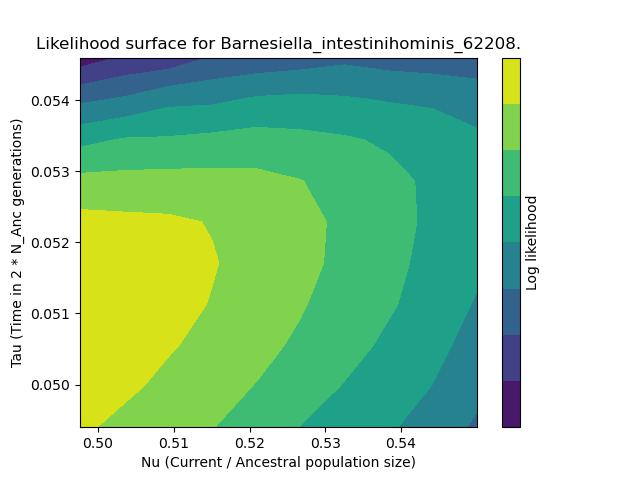 Likelihood surface for Barnesiella_intestinihominis_62208.
0.054
0.053
0.052
0.051
0.050
Tau (Time in 2 * N_Anc generations)
0.50 0.51 0.52 0.53 0.54
Nu (Current / Ancestral population size)
Log likelihood